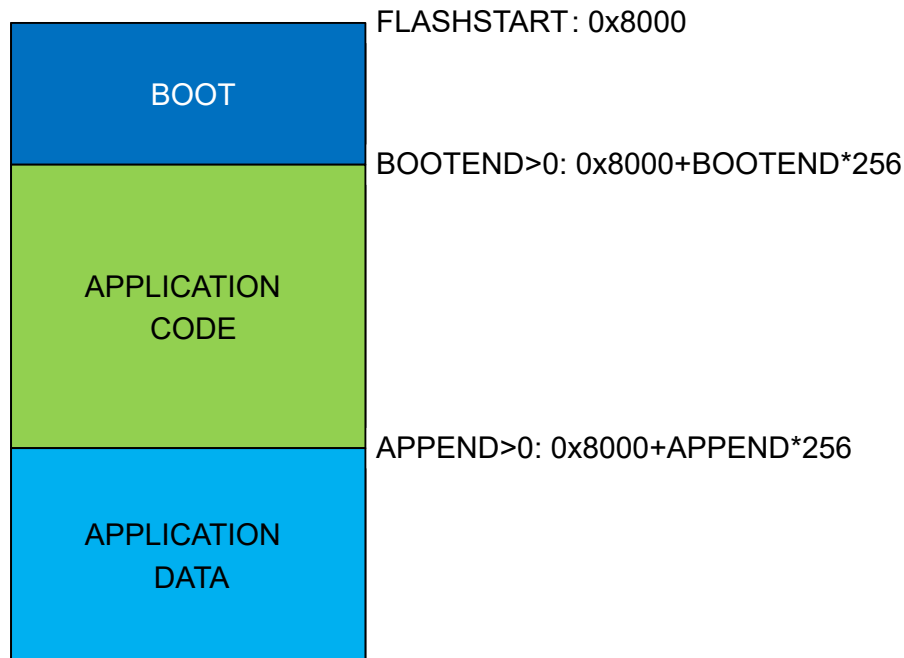 FLASHSTART: 0x8000
BOOT
BOOTEND>0: 0x8000+BOOTEND*256
APPLICATION
CODE
APPEND>0: 0x8000+APPEND*256
APPLICATION
DATA